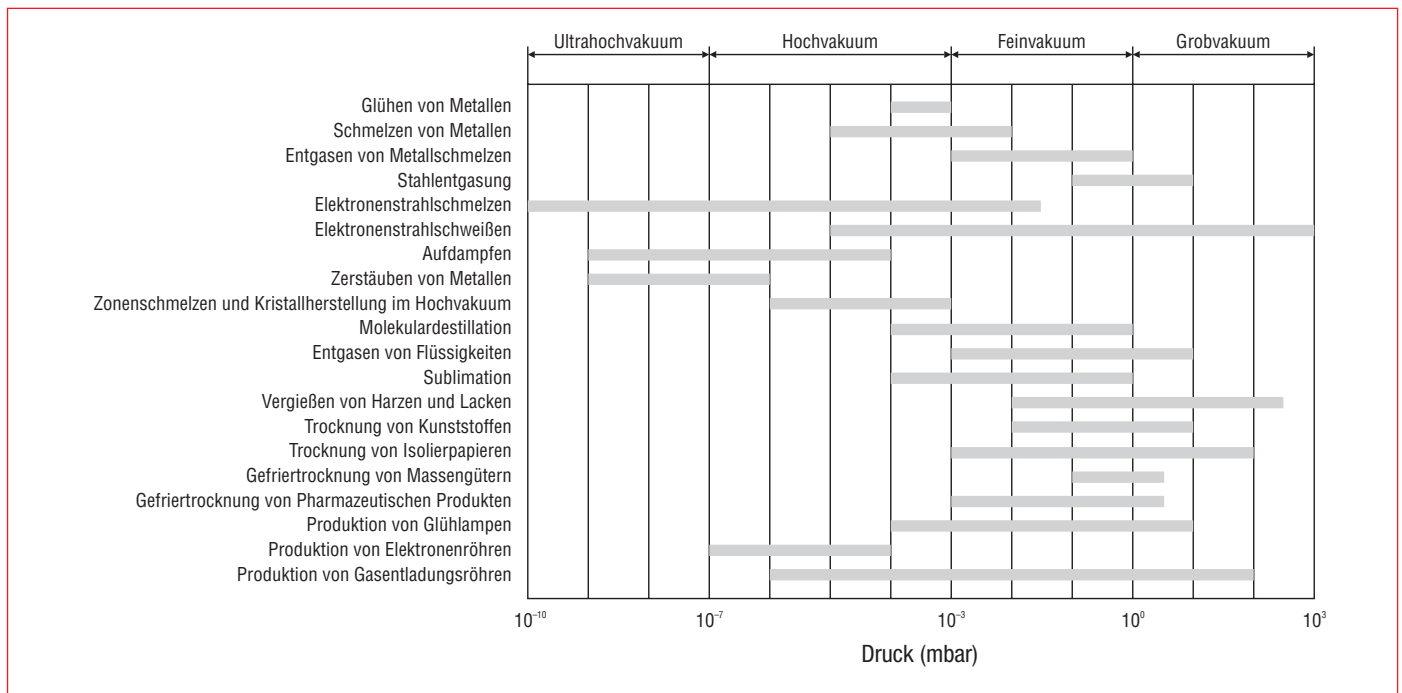 Ultrahochvakuum Hochvakuum Feinvakuum Grobvakuum
Glühen von Metallen
Schmelzen von Metallen
Entgasen von Metallschmelzen
Stahlentgasung
Elektronenstrahlschmelzen
Elektronenstrahlschweißen
Aufdampfen
Zerstäuben von Metallen
Zonenschmelzen und Kristallherstellung im Hochvakuum
Molekulardestillation
Entgasen von Flüssigkeiten
Sublimation
Vergießen von Harzen und Lacken
Trocknung von Kunststoffen
Trocknung von Isolierpapieren
Gefriertrocknung von Massengütern
Gefriertrocknung von Pharmazeutischen Produkten
Produktion von Glühlampen
Produktion von Elektronenröhren
Produktion von Gasentladungsröhren
10⁻¹⁰ 10⁻⁷ 10⁻³ 10⁰ 10³
Druck (mbar)